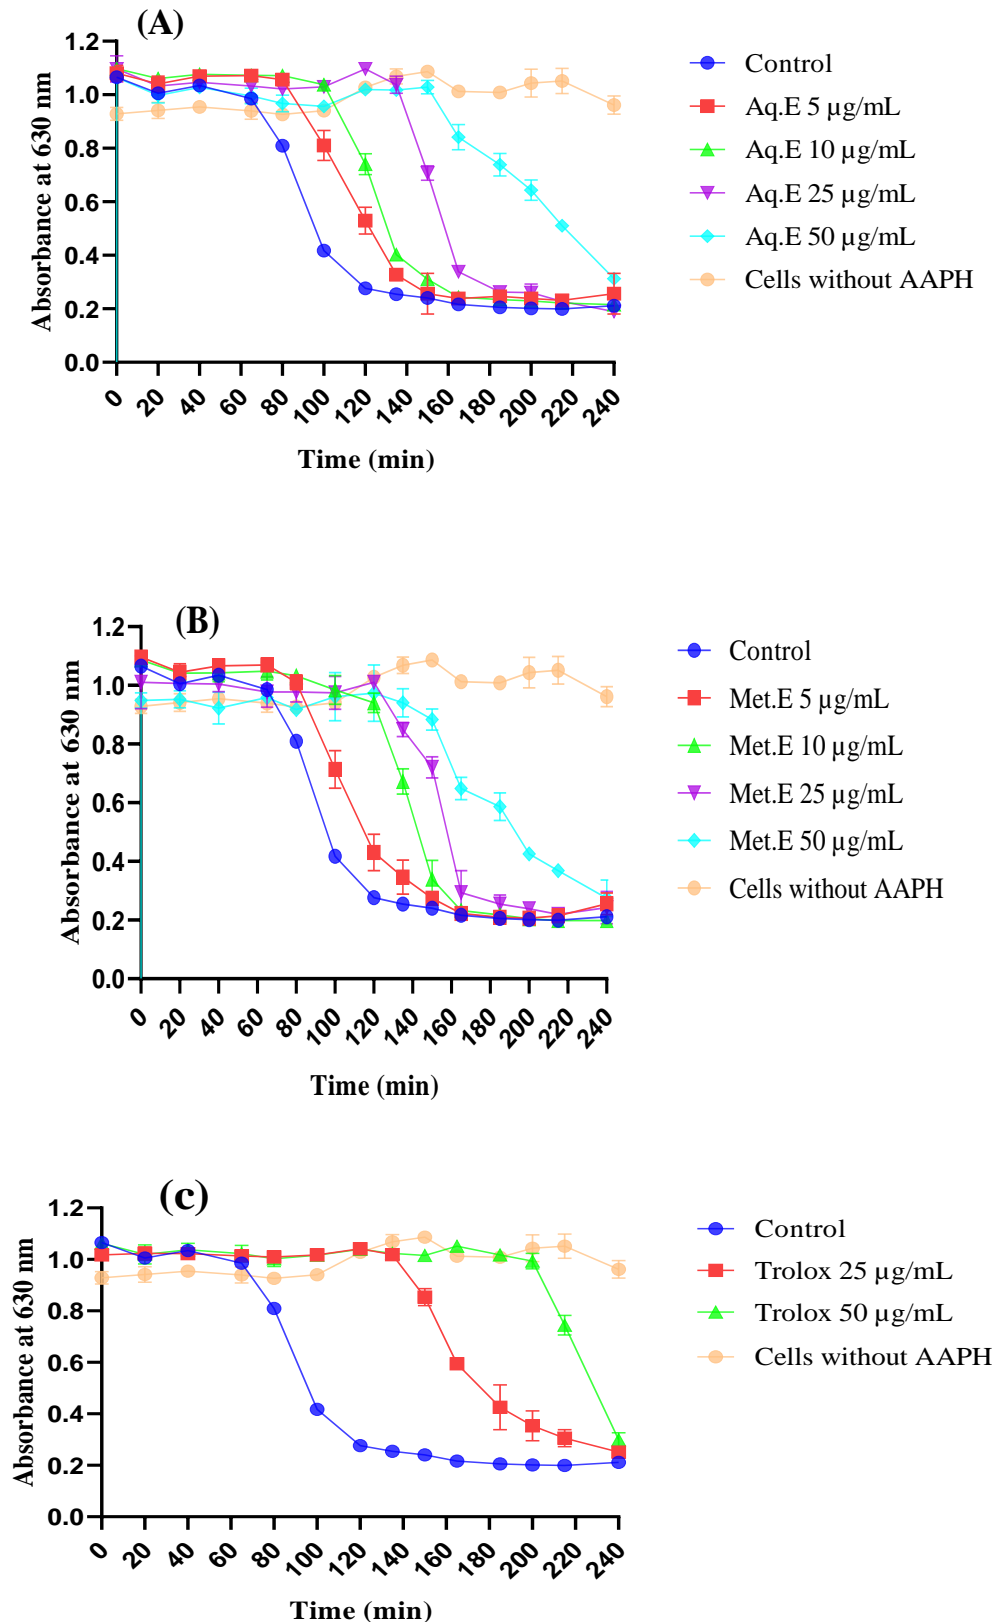 (A)
1.2
1.0
0.8
0.6
0.4
0.2
0.0
Absorbance at 630 nm
0 20 40 60 80 100 120 140 160 180 200 220 240
Time (min)
Control
Aq.E 5 µg/mL
Aq.E 10 µg/mL
Aq.E 25 µg/mL
Aq.E 50 µg/mL
Cells without AAPH
(B)
1.2
1.0
0.8
0.6
0.4
0.2
0.0
Absorbance at 630 nm
0 20 40 60 80 100 120 140 160 180 200 220 240
Time (min)
Control
Met.E 5 µg/mL
Met.E 10 µg/mL
Met.E 25 µg/mL
Met.E 50 µg/mL
Cells without AAPH
(c)
1.2
1.0
0.8
0.6
0.4
0.2
0.0
Absorbance at 630 nm
0 20 40 60 80 100 120 140 160 180 200 220 240
Time (min)
Control
Trolox 25 µg/mL
Trolox 50 µg/mL
Cells without AAPH